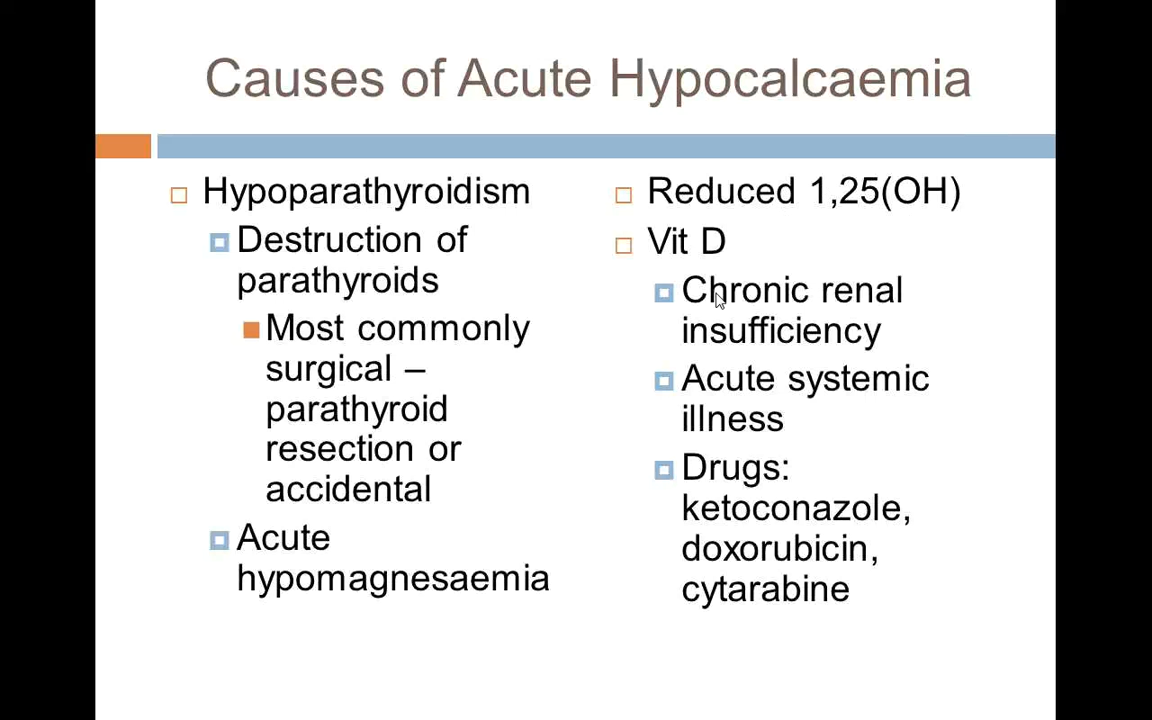 Causes of Acute Hypocalcaemia
Hypoparathyroidism
Destruction of
parathyroids
Most commonly
surgical –
parathyroid
resection or
accidental
Acute
hypomagnesaemia
Reduced 1,25(OH)
Vit D
Chronic renal
insufficiency
Acute systemic
illness
Drugs:
ketoconazole,
doxorubicin,
cytarabine